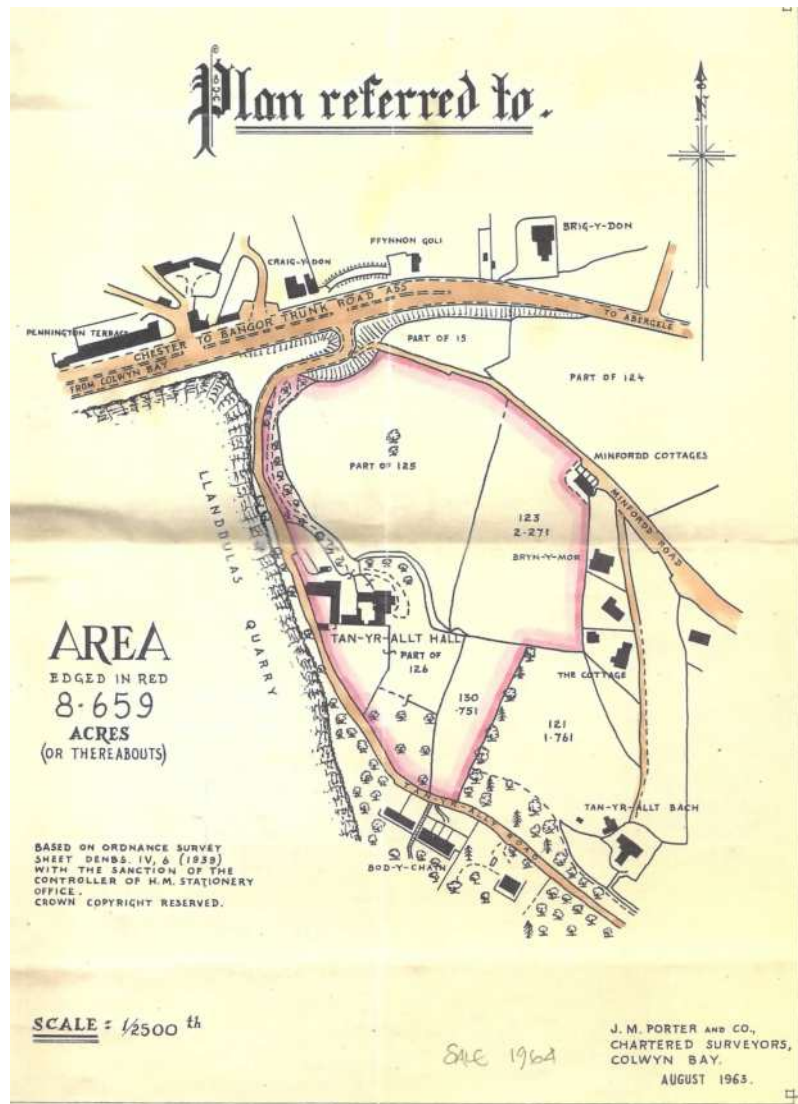 Plan referred to.
N
BRIG-Y-DON
FFYNNON GOLI
CRAIG-Y-DON
PENNINGTON TERRACE
CHESTER TO BANGOR TRUNK ROAD A55
FROM COLWYN BAY
TO ABERGELE
PART OF 15
PART OF 124
PART OF 125
MINFORDD COTTAGES
MINFORDD ROAD
LLANDDULAS QUARRY
123
2·271
BRYN-Y-MOR
TAN-YR-ALLT HALL
PART OF
126
THE COTTAGE
130
·751
121
1·761
TAN-YR-ALLT BACH
TAN-YR-ALLT ROAD
BOD-Y-CHAIN
AREA
EDGED IN RED
8·659
ACRES
(OR THEREABOUTS)
BASED ON ORDNANCE SURVEY
SHEET DENBS. IV, 6 (1939)
WITH THE SANCTION OF THE
CONTROLLER OF H.M. STATIONERY
OFFICE.
CROWN COPYRIGHT RESERVED.
SCALE = 1/2500 th
SALE 1964
J. M. PORTER AND CO.,
CHARTERED SURVEYORS,
COLWYN BAY.
AUGUST 1963.